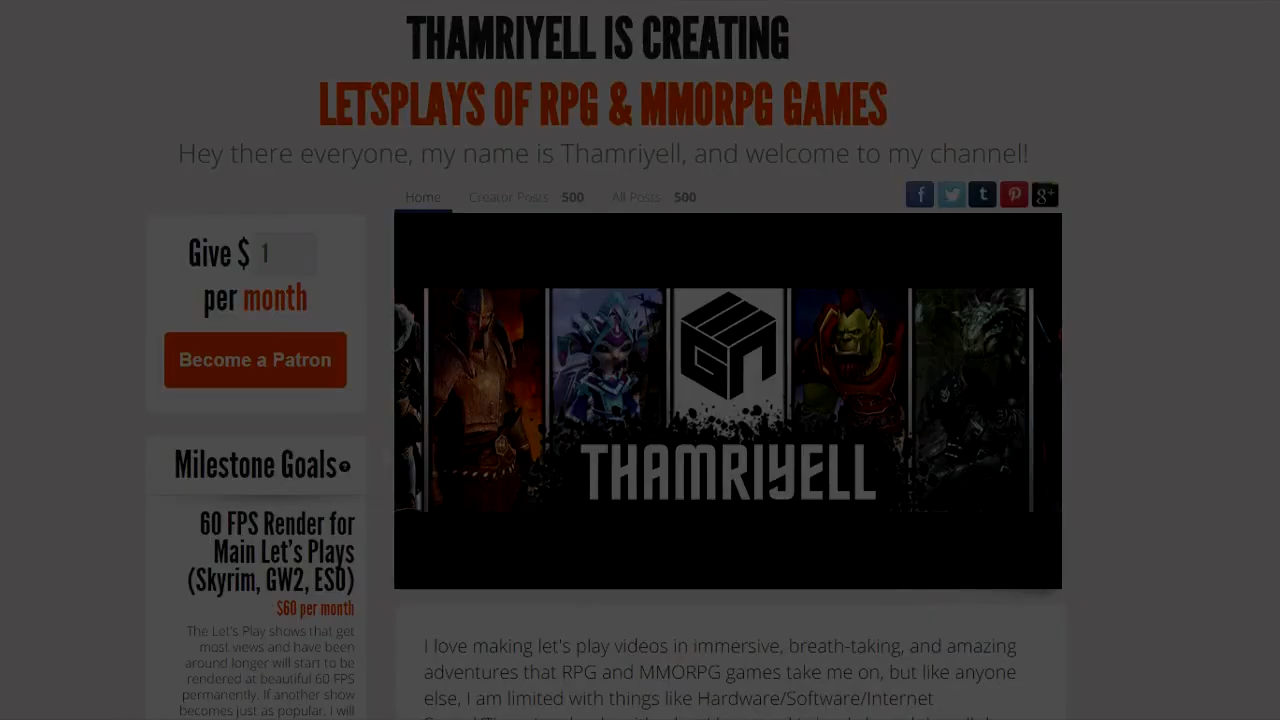 THAMRIYELL IS CREATING
LETSPLAYS OF RPG & MMORPG GAMES
Hey there everyone, my name is Thamriyell, and welcome to my channel!
Home Creator Posts 500 All Posts 500
f t g+
Give $ 1
per month
Become a Patron
THAMRIYELL
Milestone Goals ?
60 FPS Render for
Main Let's Plays
(Skyrim, GW2, ESO)
$60 per month
The Let's Play shows that get
most views and have been
around longer will start to be
rendered at beautiful 60 FPS
permanently. If another show
becomes just as popular, I will
I love making let's play videos in immersive, breath-taking, and amazing
adventures that RPG and MMORPG games take me on, but like anyone
else, I am limited with things like Hardware/Software/Internet